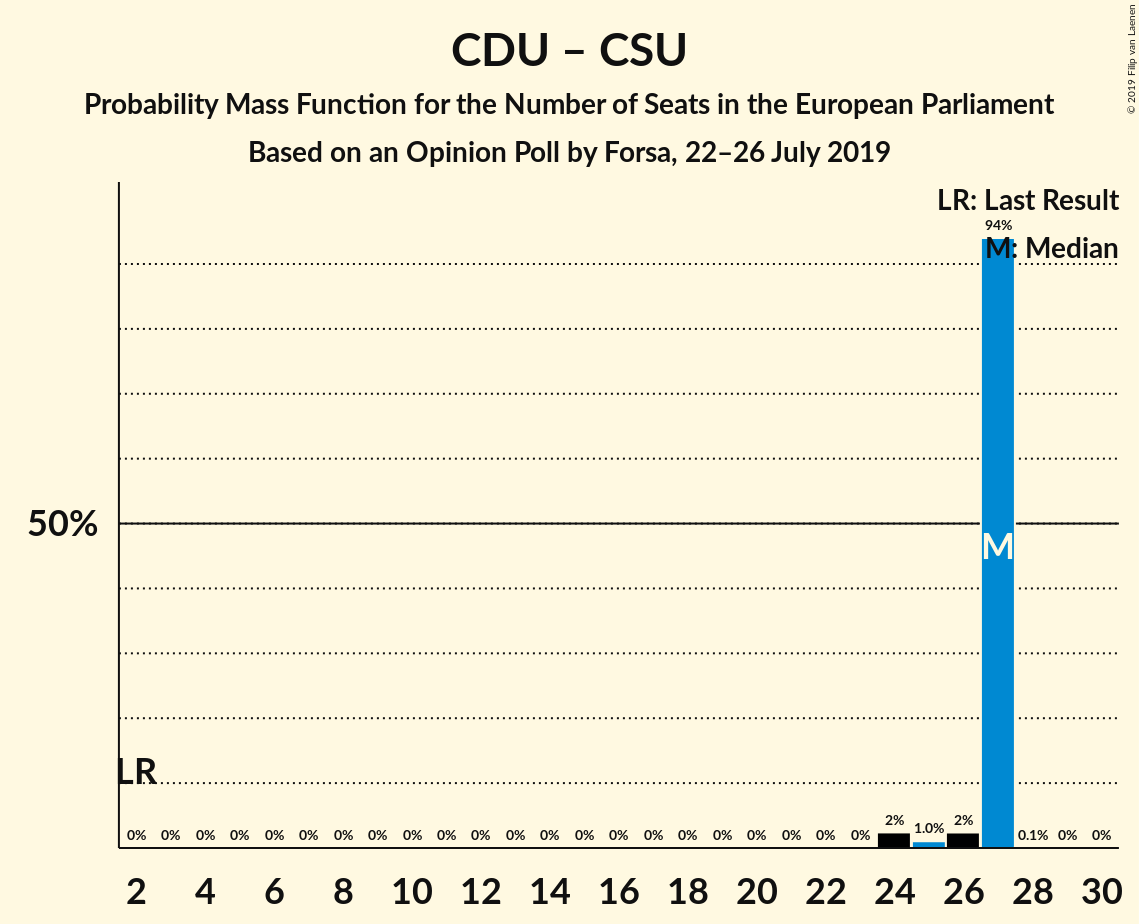 CDU – CSU
Probability Mass Function for the Number of Seats in the European Parliament
Based on an Opinion Poll by Forsa, 22–26 July 2019
© 2019 Filip van Laenen
LR: Last Result
94%
M: Median
50%
M
LR
0% 0% 0% 0% 0% 0% 0% 0% 0% 0% 0% 0% 0% 0% 0% 0% 0% 0% 0% 0% 0% 0% 2% 1.0% 2% 0.1% 0% 0%
2 4 6 8 10 12 14 16 18 20 22 24 26 28 30